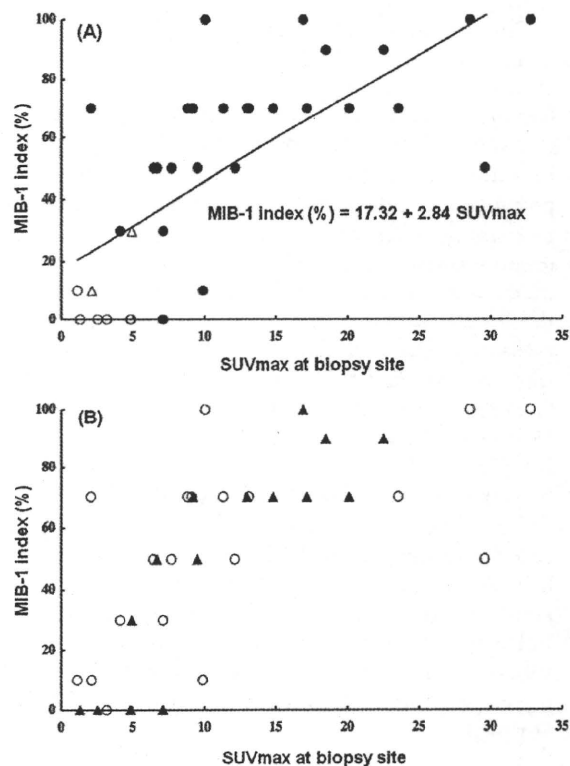 (A)
MIB-1 index (%)
100
80
60
40
20
0
MIB-1 index (%) = 17.32 + 2.84 SUVmax
0 5 10 15 20 25 30 35
SUVmax at biopsy site
(B)
MIB-1 index (%)
100
80
60
40
20
0
0 5 10 15 20 25 30 35
SUVmax at biopsy site